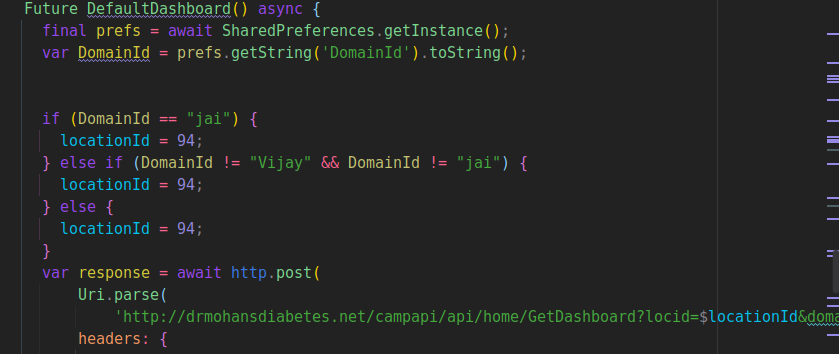 Future DefaultDashboard() async {
final prefs = await SharedPreferences.getInstance();
var DomainId = prefs.getString('DomainId').toString();
if (DomainId == "jai") {
locationId = 94;
} else if (DomainId != "Vijay" && DomainId != "jai") {
locationId = 94;
} else {
locationId = 94;
}
var response = await http.post(
Uri.parse(
'http://drmohansdiabetes.net/campapi/api/home/GetDashboard?locid=$locationId&doma
headers: {